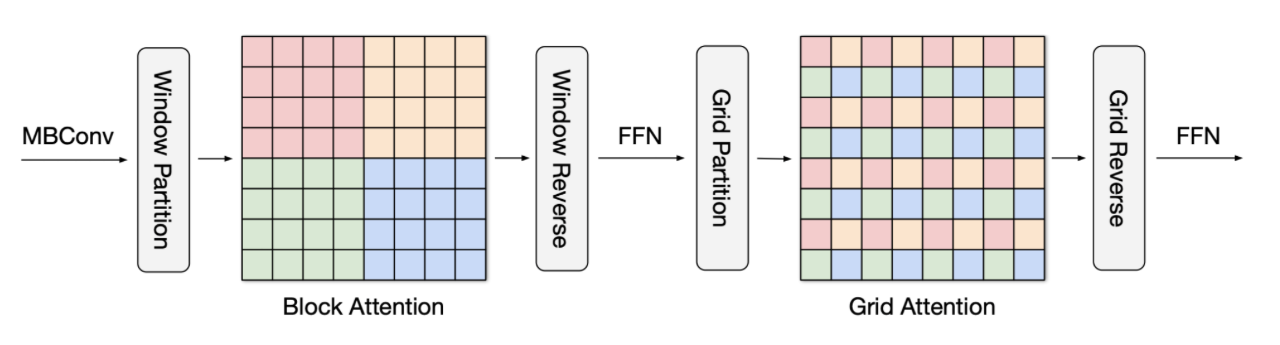 MBConv
Window Partition
Block Attention
Window Reverse
FFN
Grid Partition
Grid Attention
Grid Reverse
FFN